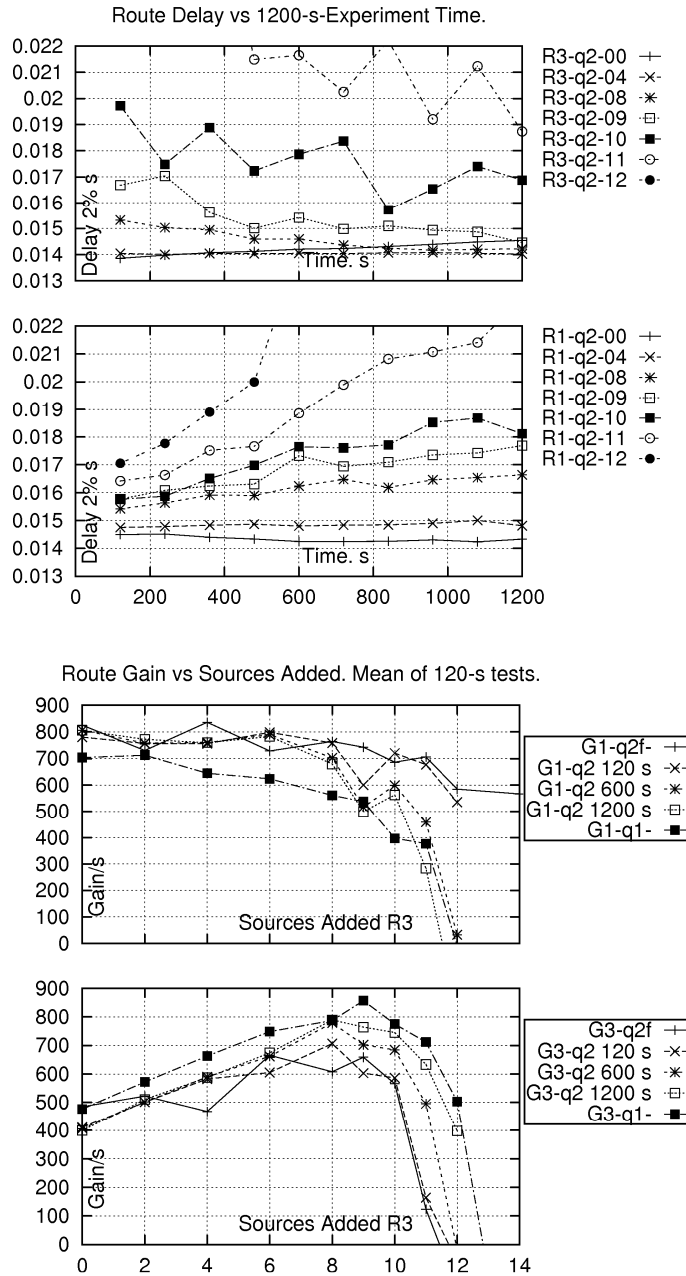 Route Delay vs 1200-s-Experiment Time.
0.022
0.021
0.02
0.019
0.018
0.017
0.016
0.015
0.014
0.013
Delay 2% s
Time. s
R3-q2-00
R3-q2-04
R3-q2-08
R3-q2-09
R3-q2-10
R3-q2-11
R3-q2-12
0.022
0.021
0.02
0.019
0.018
0.017
0.016
0.015
0.014
0.013
Delay 2% s
Time. s
R1-q2-00
R1-q2-04
R1-q2-08
R1-q2-09
R1-q2-10
R1-q2-11
R1-q2-12
0 200 400 600 800 1000 1200
Route Gain vs Sources Added. Mean of 120-s tests.
900
800
700
600
500
400
300
200
100
0
Gain/s
Sources Added R3
G1-q2f-
G1-q2 120 s
G1-q2 600 s
G1-q2 1200 s
G1-q1-
900
800
700
600
500
400
300
200
100
0
Gain/s
Sources Added R3
G3-q2f
G3-q2 120 s
G3-q2 600 s
G3-q2 1200 s
G3-q1-
0 2 4 6 8 10 12 14